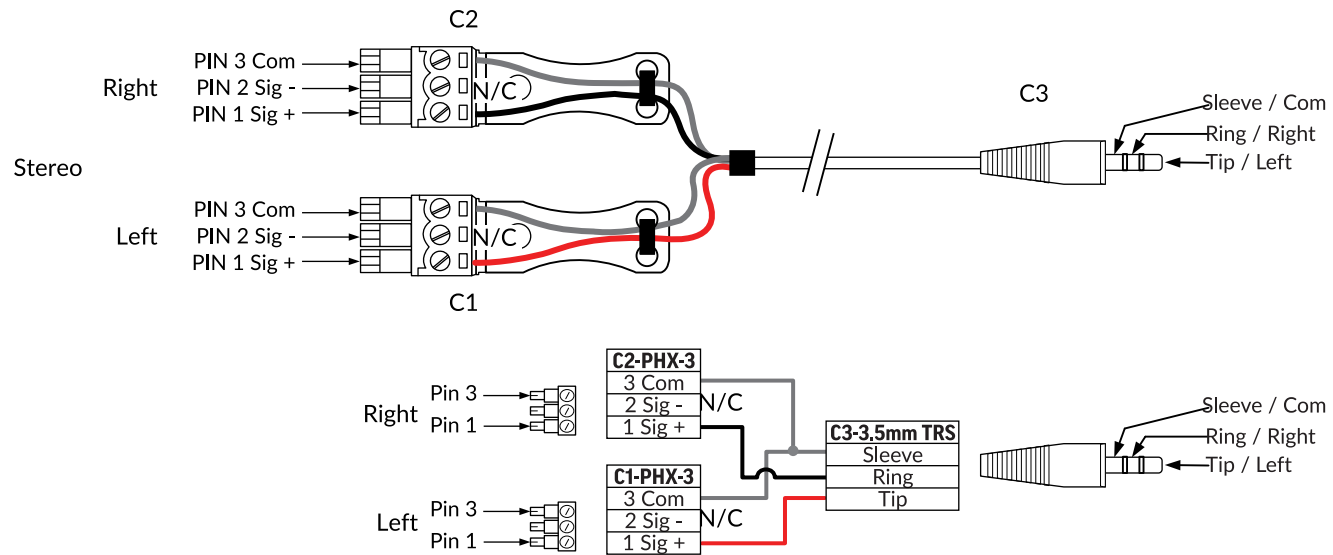 C2
PIN 3 Com
Right PIN 2 Sig - N/C
PIN 1 Sig +
C3
Sleeve / Com
Ring / Right
Tip / Left
Stereo
PIN 3 Com
Left PIN 2 Sig - N/C
PIN 1 Sig +
C1
C2-PHX-3
Pin 3 3 Com
Right 2 Sig - N/C
Pin 1 1 Sig +
C3-3.5mm TRS
Sleeve
Ring
Tip
Sleeve / Com
Ring / Right
Tip / Left
C1-PHX-3
Pin 3 3 Com
Left 2 Sig - N/C
Pin 1 1 Sig +